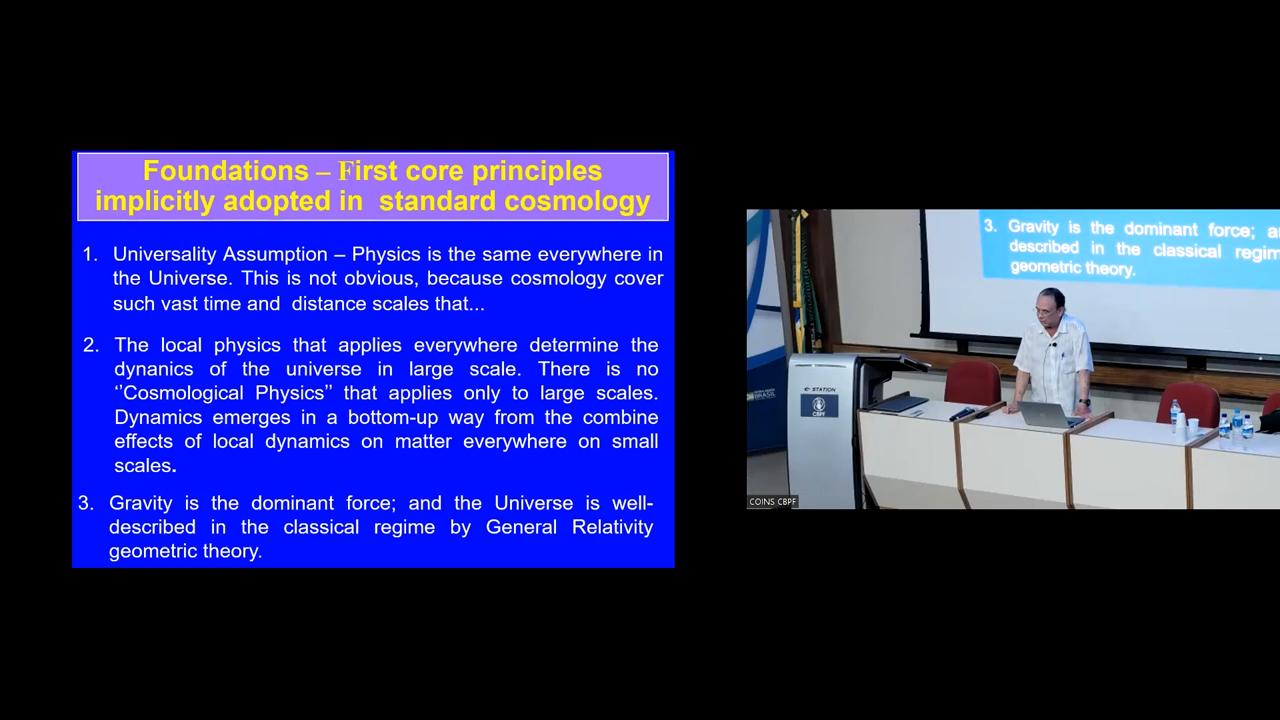 Foundations – First core principles
implicitly adopted in standard cosmology
1. Universality Assumption – Physics is the same everywhere in
the Universe. This is not obvious, because cosmology cover
such vast time and distance scales that...
2. The local physics that applies everywhere determine the
dynanics of the universe in large scale. There is no
‘’Cosmological Physics’’ that applies only to large scales.
Dynamics emerges in a bottom-up way from the combine
effects of local dynamics on matter everywhere on small
scales.
3. Gravity is the dominant force; and the Universe is well-
described in the classical regime by General Relativity
geometric theory.
3. Gravity is the dominant force; an
described in the classical regim
geometric theory.
STATION
CBPF
BRASIL
COINS CBPF